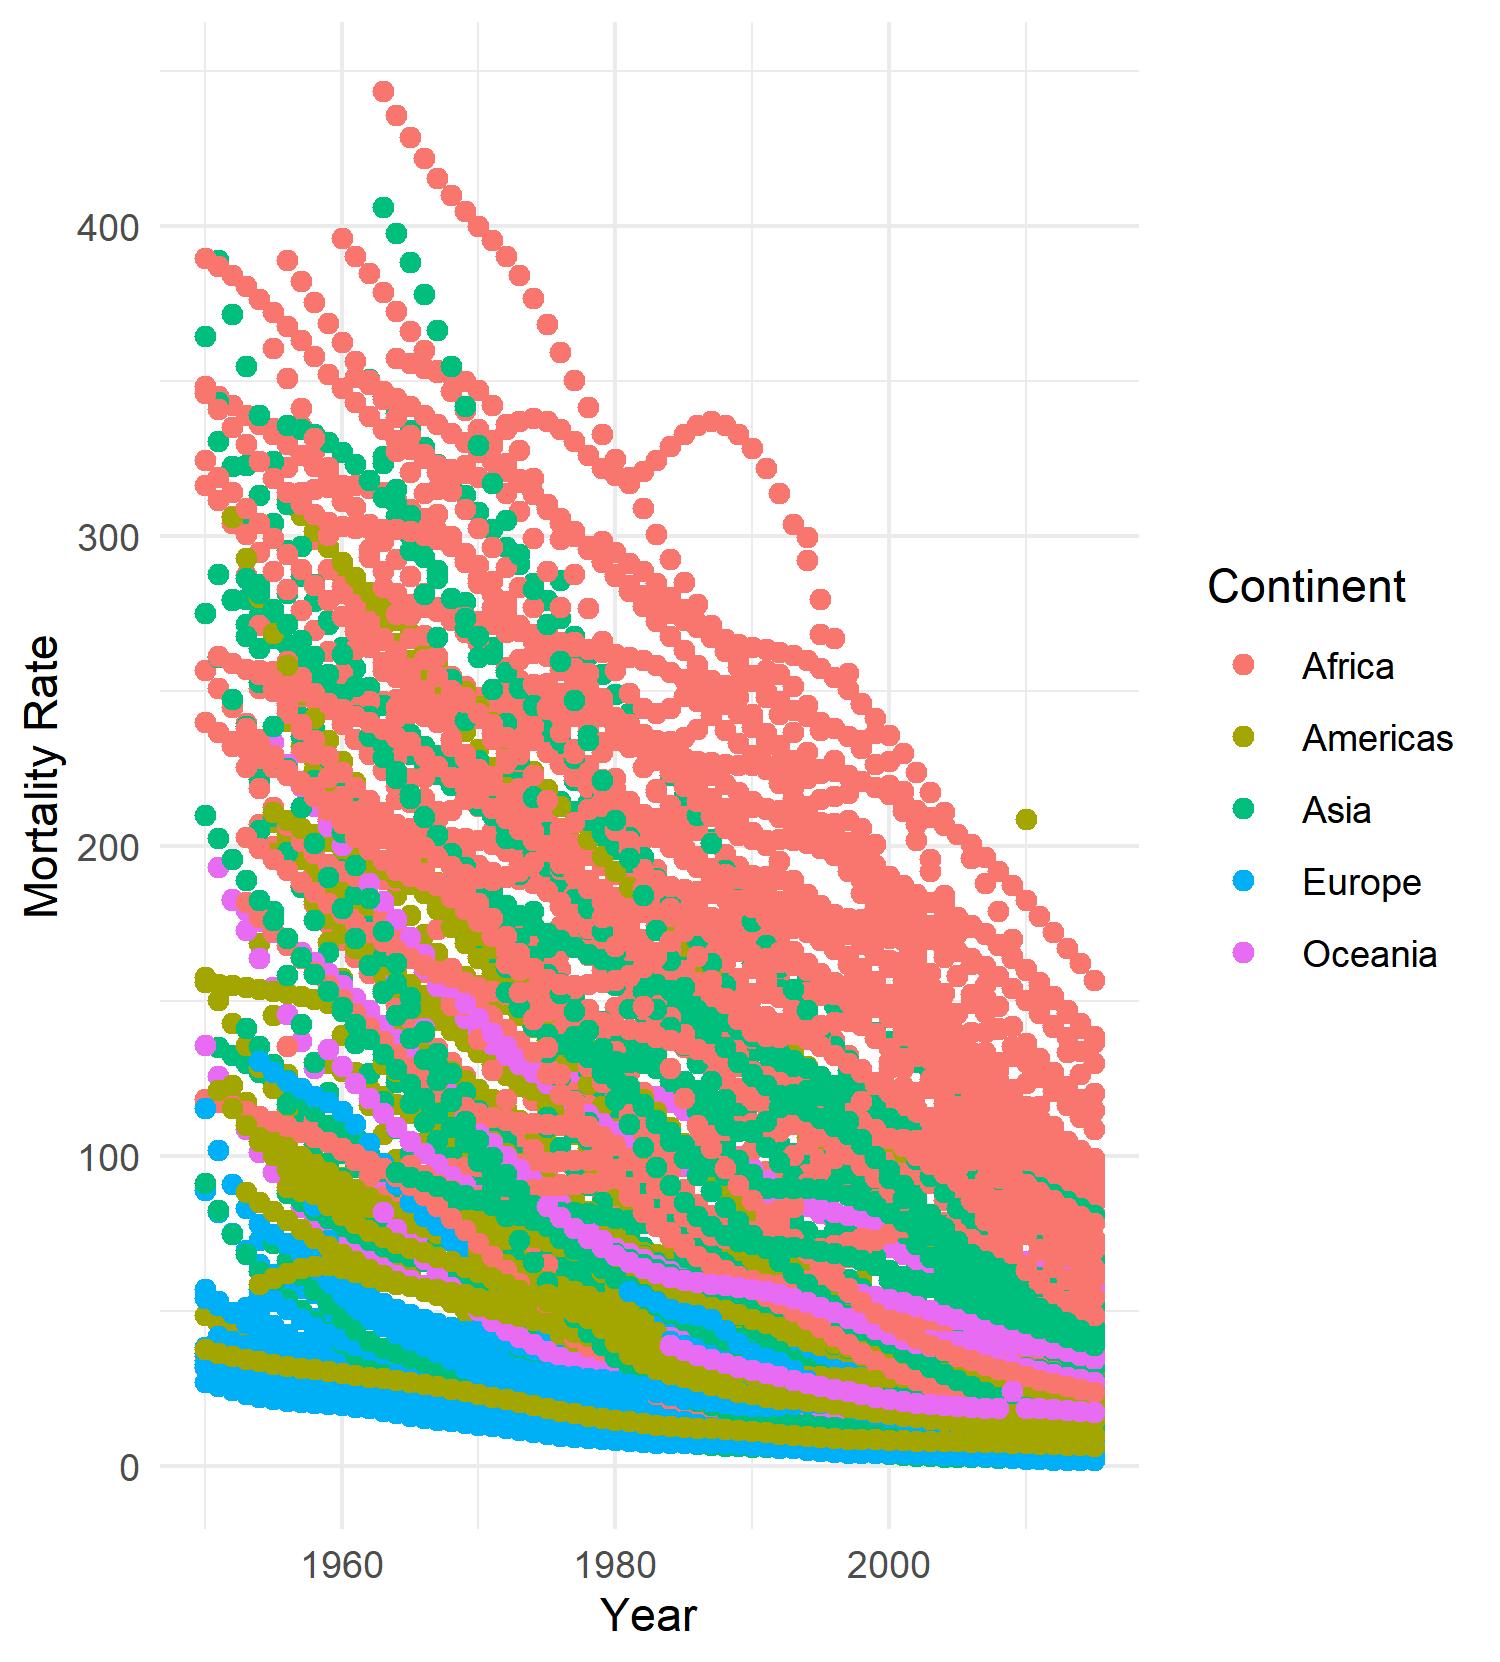 400
300
200
100
0
Mortality Rate
1960 1980 2000
Year
Continent
Africa
Americas
Asia
Europe
Oceania